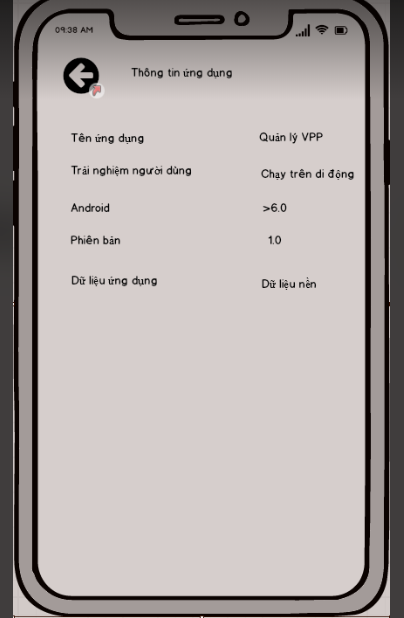 09:38 AM
Thông tin ứng dụng
Tên ứng dụng Quản lý VPP
Trải nghiệm người dùng Chạy trên di động
Android >6.0
Phiên bản 1.0
Dữ liệu ứng dụng Dữ liệu nền